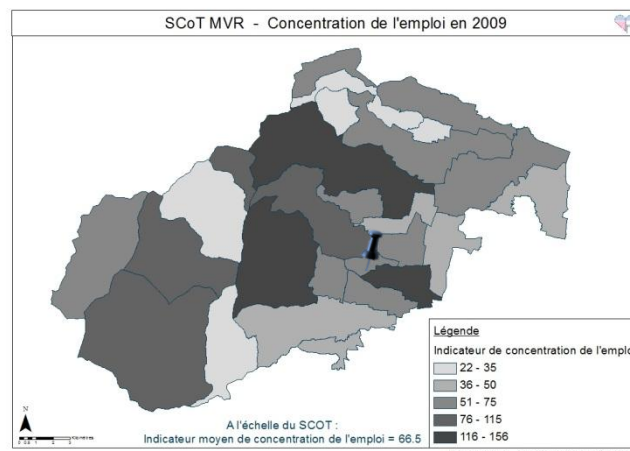 SCoT MVR - Concentration de l'emploi en 2009
Légende
Indicateur de concentration de l'emploi
22 - 35
36 - 50
51 - 75
76 - 115
116 - 156
N
A l'échelle du SCOT :
Indicateur moyen de concentration de l'emploi = 66.5